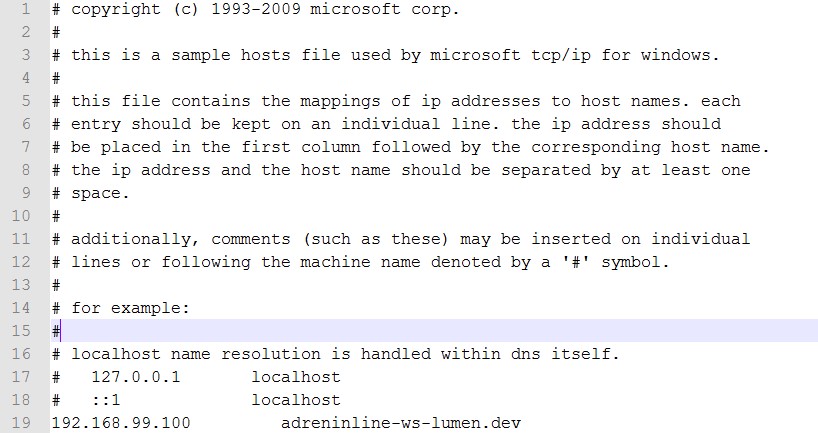 1 # copyright (c) 1993-2009 microsoft corp.
2 #
3 # this is a sample hosts file used by microsoft tcp/ip for windows.
4 #
5 # this file contains the mappings of ip addresses to host names. each
6 # entry should be kept on an individual line. the ip address should
7 # be placed in the first column followed by the corresponding host name.
8 # the ip address and the host name should be separated by at least one
9 # space.
10 #
11 # additionally, comments (such as these) may be inserted on individual
12 # lines or following the machine name denoted by a '#' symbol.
13 #
14 # for example:
15 #
16 # localhost name resolution is handled within dns itself.
17 #   127.0.0.1       localhost
18 #   ::1             localhost
19 192.168.99.100         adreninline-ws-lumen.dev